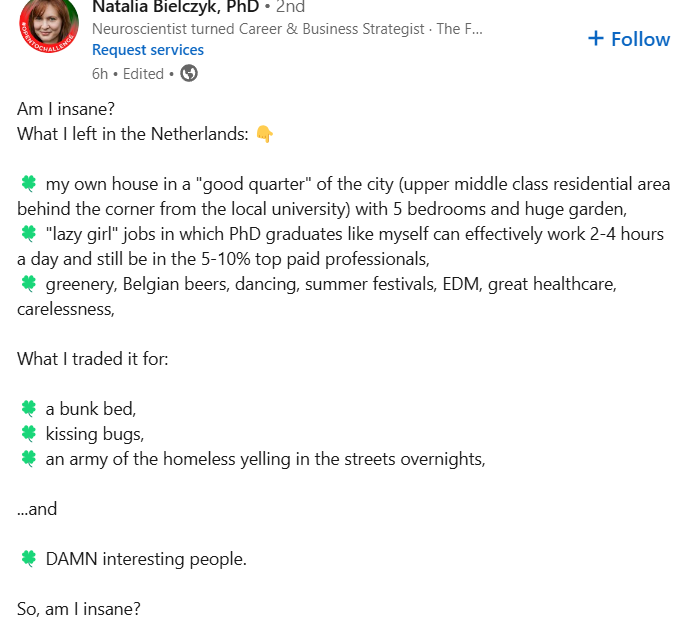 Natalia Bielczyk, PhD • 2nd
Neuroscientist turned Career & Business Strategist · The F...
Request services
+ Follow
6h • Edited •
#OPENTOCHALLENGE
Am I insane?
What I left in the Netherlands: 👇
🍀 my own house in a "good quarter" of the city (upper middle class residential area
behind the corner from the local university) with 5 bedrooms and huge garden,
🍀 "lazy girl" jobs in which PhD graduates like myself can effectively work 2-4 hours
a day and still be in the 5-10% top paid professionals,
🍀 greenery, Belgian beers, dancing, summer festivals, EDM, great healthcare,
carelessness,
What I traded it for:
🍀 a bunk bed,
🍀 kissing bugs,
🍀 an army of the homeless yelling in the streets overnights,
...and
🍀 DAMN interesting people.
So, am I insane?